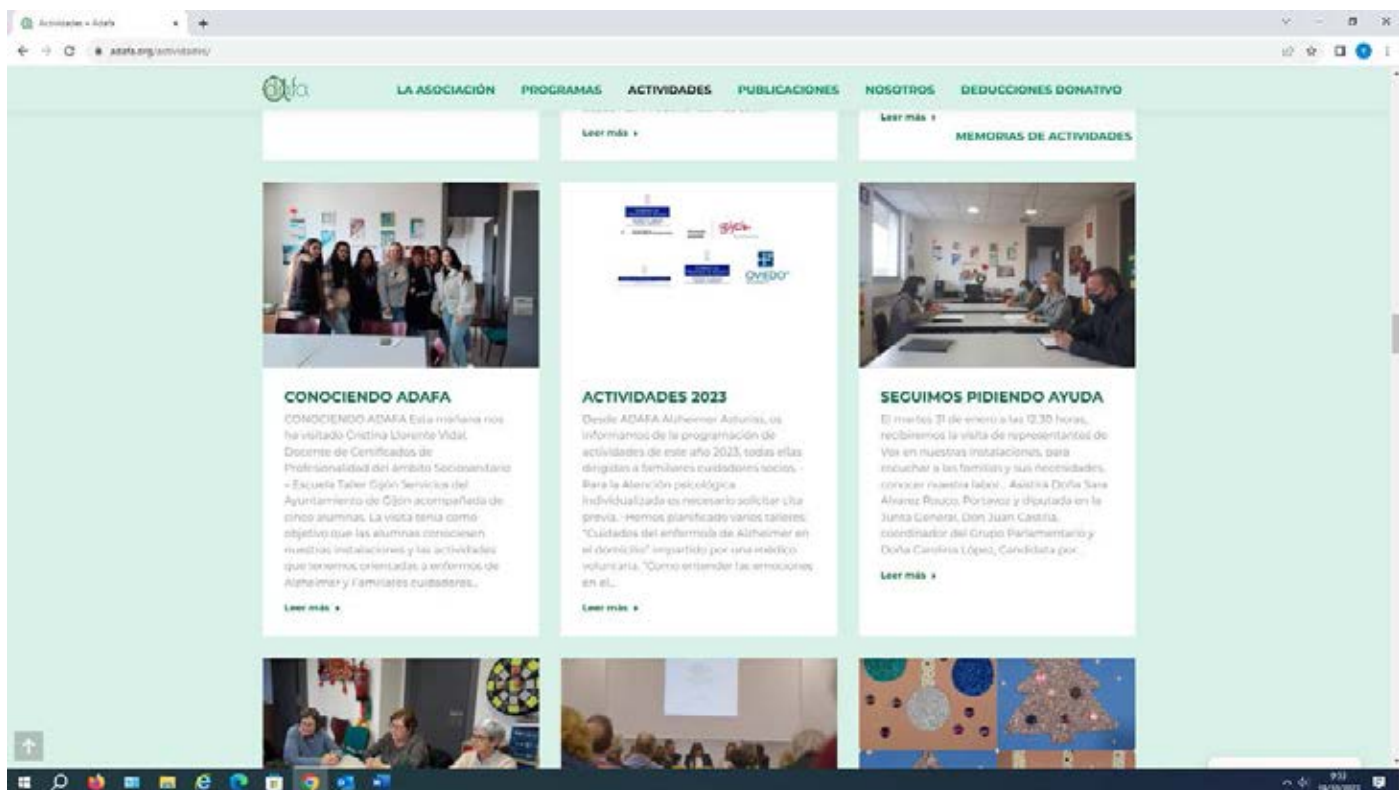 Actividades – Adafa
adafa.org/actividades/
adafa
LA ASOCIACIÓN PROGRAMAS ACTIVIDADES PUBLICACIONES NOSOTROS DEDUCCIONES DONATIVO
MEMORIAS DE ACTIVIDADES
Leer más
Leer más
gijón
OVIEDO
CONOCIENDO ADAFA
CONOCIENDO ADAFA Esta mañana nos
ha visitado Cristina Llorente Vidal,
Docente de Certificados de
Profesionalidad del ámbito Sociosanitario
– Escuela Taller Gijón Servicios del
Ayuntamiento de Gijón acompañada de
cinco alumnas. La visita tenía como
objetivo que las alumnas conociesen
nuestras instalaciones y las actividades
que tenemos orientadas a enfermos de
Alzheimer y Familiares cuidadores...
Leer más
ACTIVIDADES 2023
Desde ADAFA Alzheimer Asturias, os
informamos de la programación de
actividades de este año 2023, todas ellas
dirigidas a familiares cuidadores socios. -
Para la Atención psicológica
individualizada es necesario solicitar cita
previa. -Hemos planificado varios talleres:
"Cuidados del enfermo/a de Alzheimer en
el domicilio" impartido por una médico
voluntaria. "Como entender las emociones
en el...
Leer más
SEGUIMOS PIDIENDO AYUDA
El martes 31 de enero a las 12,30 horas,
recibiremos la visita de representantes de
Vox en nuestras instalaciones, para
escuchar a las familias y sus necesidades,
conocer nuestra labor... Asistirá Doña Sara
Álvarez Rouco, Portavoz y diputada en la
Junta General, Don Juan Castilla,
coordinador del Grupo Parlamentario y
Doña Carolina López, Candidata por...
Leer más